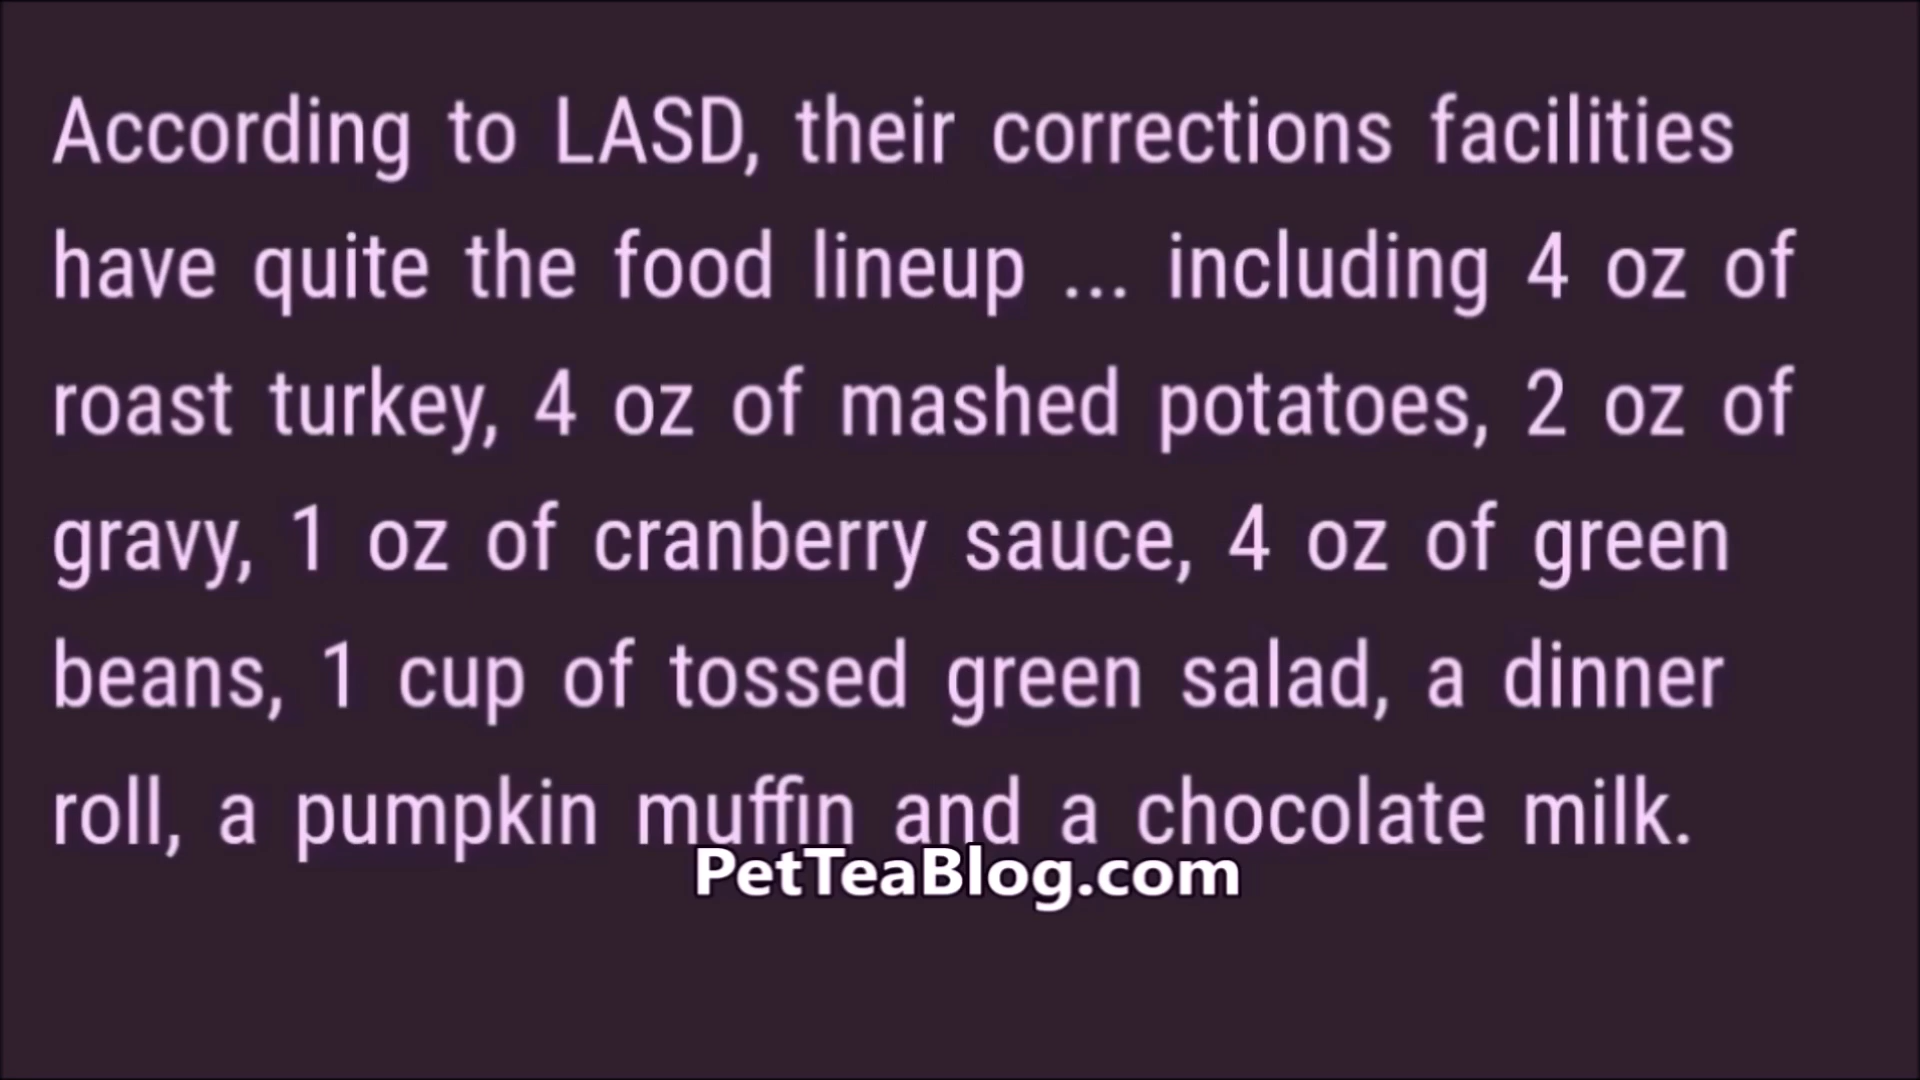 According to LASD, their corrections facilities
have quite the food lineup ... including 4 oz of
roast turkey, 4 oz of mashed potatoes, 2 oz of
gravy, 1 oz of cranberry sauce, 4 oz of green
beans, 1 cup of tossed green salad, a dinner
roll, a pumpkin muffin and a chocolate milk.
PetTeaBlog.com